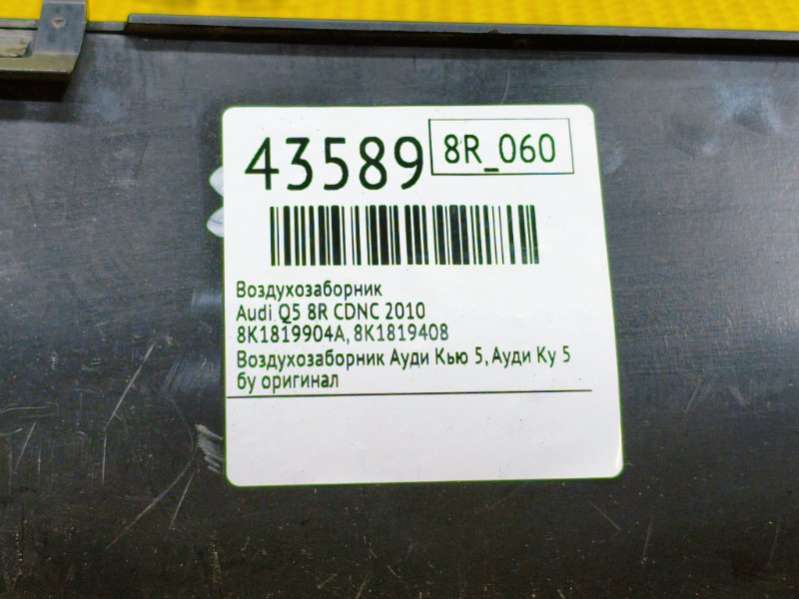 43589 8R_060
Воздухозаборник
Audi Q5 8R CDNC 2010
8K1819904A, 8K1819408
Воздухозаборник Ауди Кью 5, Ауди Ку 5
бу оригинал